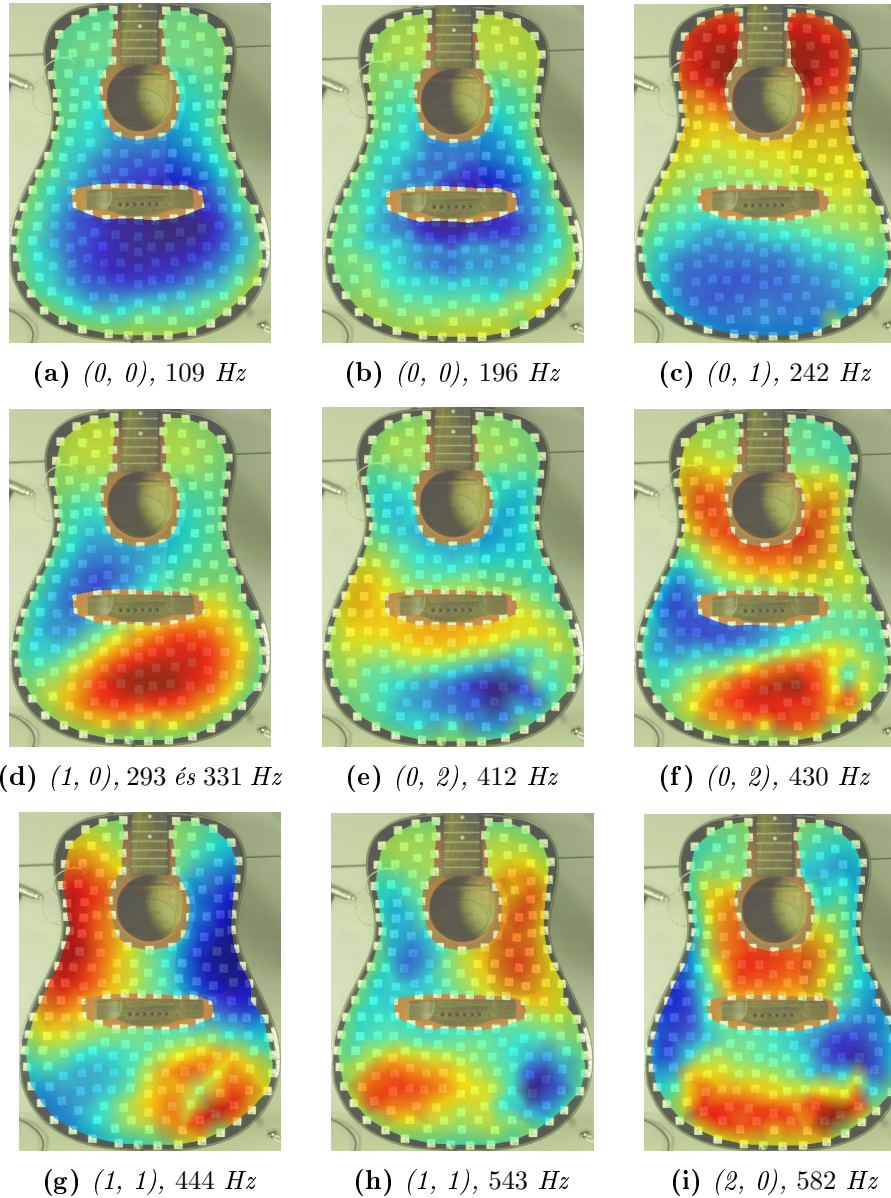 (a) (0, 0), 109 Hz
(b) (0, 0), 196 Hz
(c) (0, 1), 242 Hz
(d) (1, 0), 293 és 331 Hz
(e) (0, 2), 412 Hz
(f) (0, 2), 430 Hz
(g) (1, 1), 444 Hz
(h) (1, 1), 543 Hz
(i) (2, 0), 582 Hz